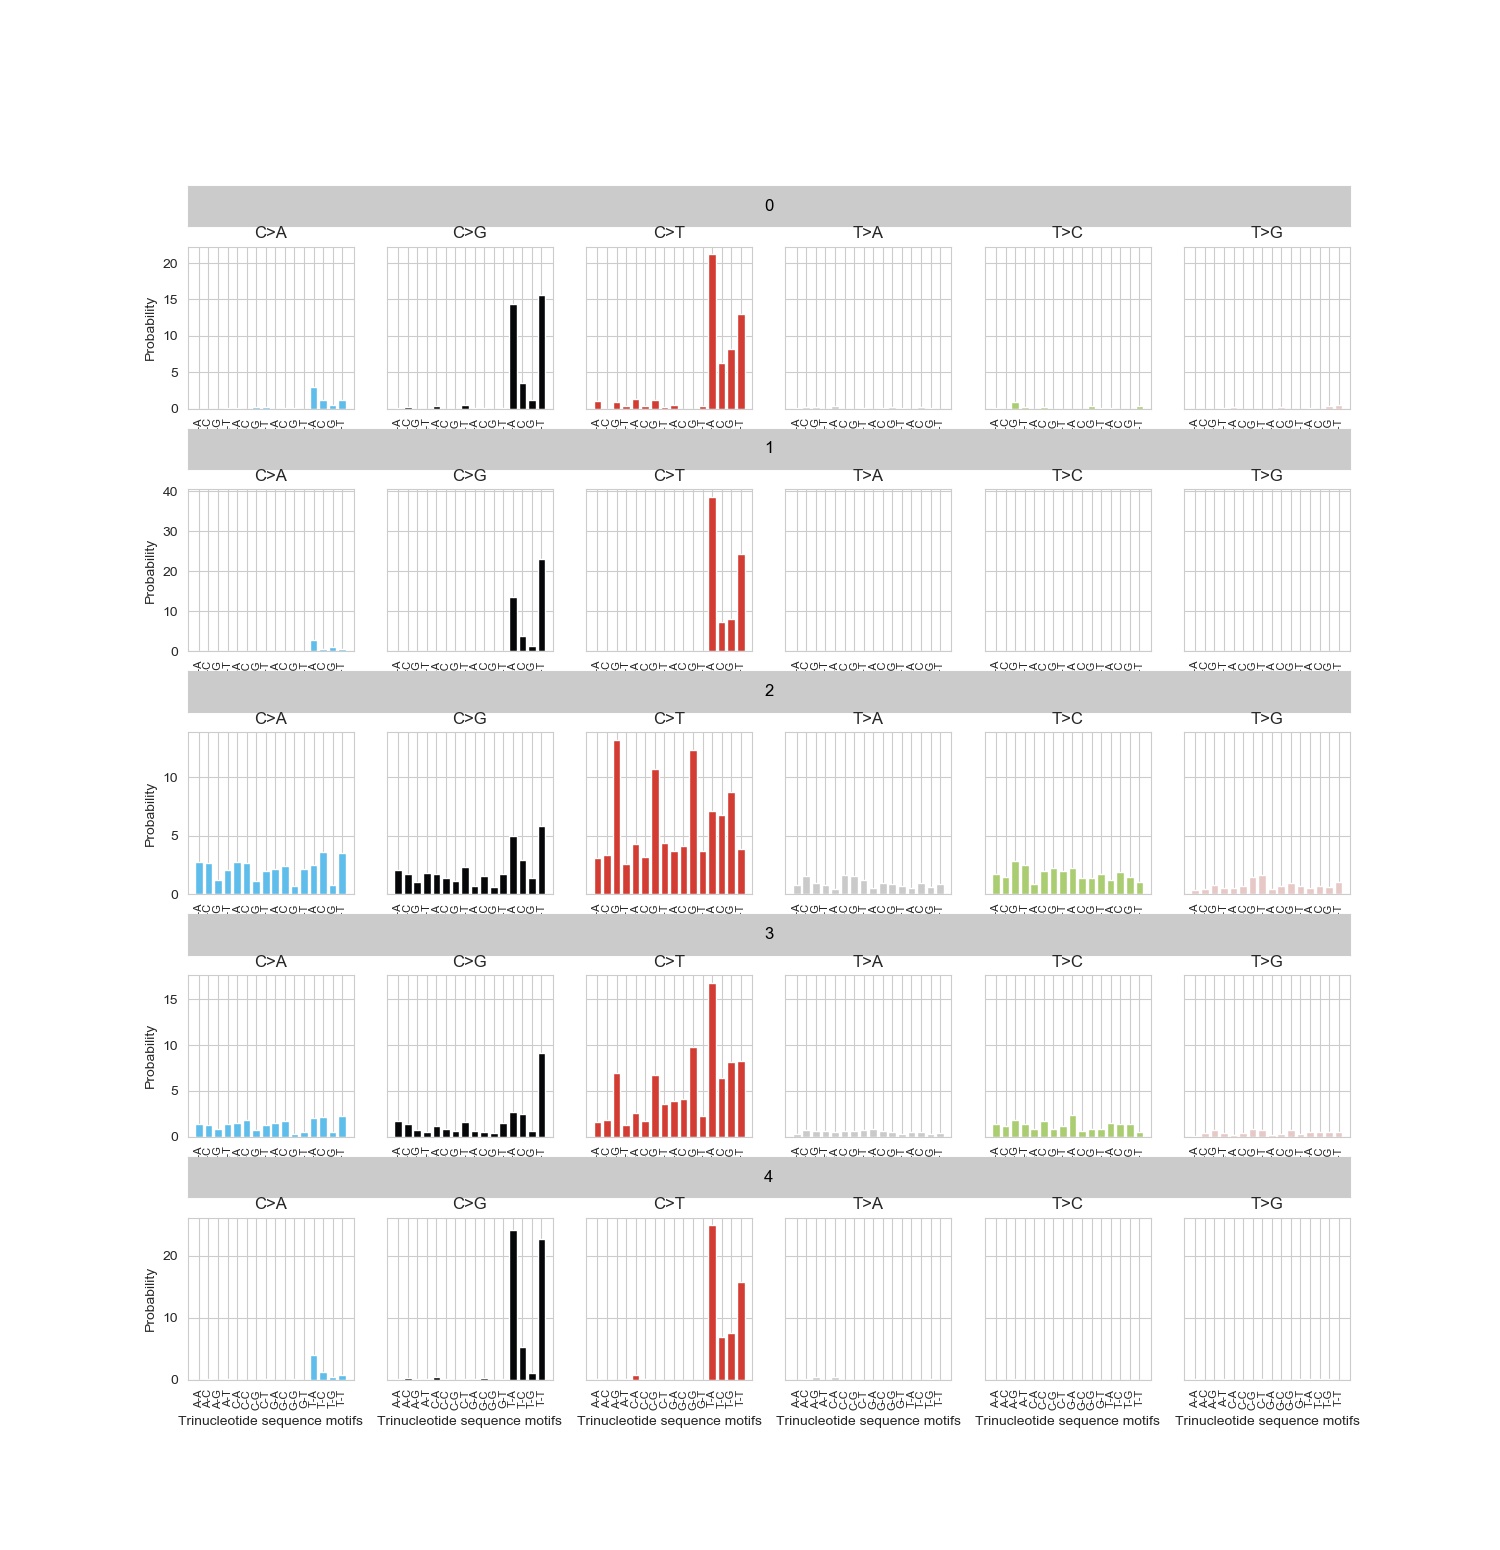 0
C>A C>G C>T T>A T>C T>G
Probability
20
15
10
5
0
1
C>A C>G C>T T>A T>C T>G
Probability
40
30
20
10
0
2
C>A C>G C>T T>A T>C T>G
Probability
10
5
0
3
C>A C>G C>T T>A T>C T>G
Probability
15
10
5
0
4
C>A C>G C>T T>A T>C T>G
Probability
20
10
0
A-A A-C A-G A-T C-A C-C C-G C-T G-A G-C G-G G-T T-A T-C T-G T-T
A-A A-C A-G A-T C-A C-C C-G C-T G-A G-C G-G G-T T-A T-C T-G T-T
A-A A-C A-G A-T C-A C-C C-G C-T G-A G-C G-G G-T T-A T-C T-G T-T
A-A A-C A-G A-T C-A C-C C-G C-T G-A G-C G-G G-T T-A T-C T-G T-T
A-A A-C A-G A-T C-A C-C C-G C-T G-A G-C G-G G-T T-A T-C T-G T-T
A-A A-C A-G A-T C-A C-C C-G C-T G-A G-C G-G G-T T-A T-C T-G T-T
Trinucleotide sequence motifs Trinucleotide sequence motifs Trinucleotide sequence motifs Trinucleotide sequence motifs Trinucleotide sequence motifs Trinucleotide sequence motifs